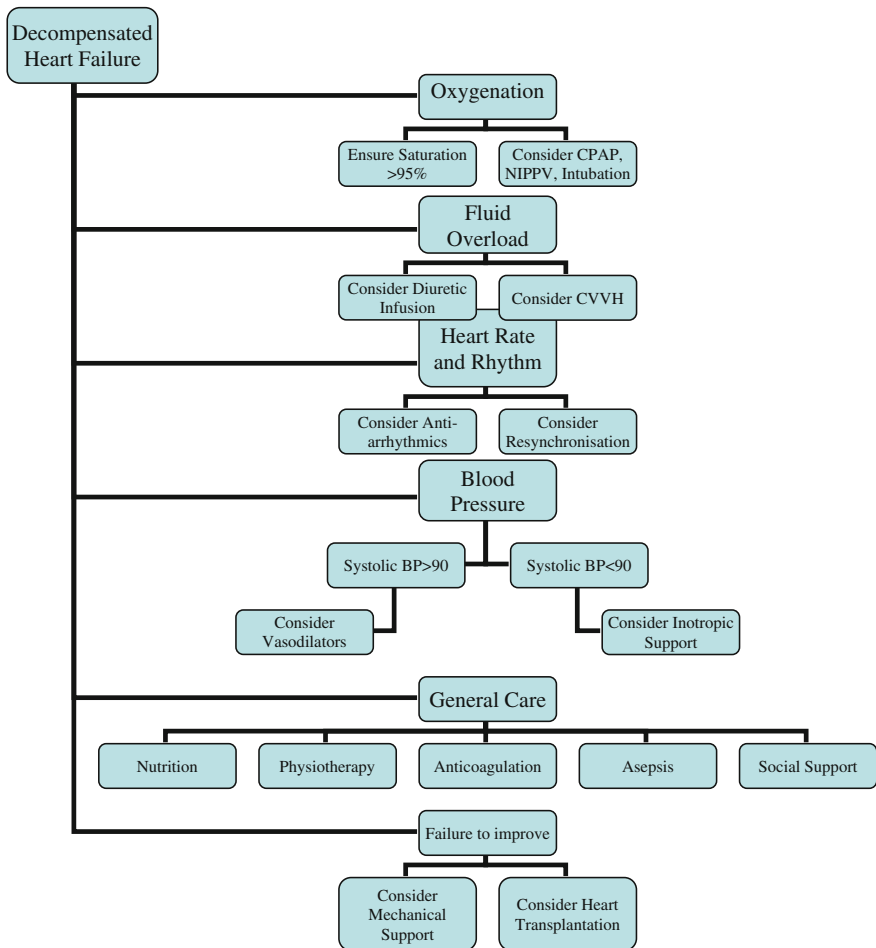 Decompensated
Heart Failure
Oxygenation
Ensure Saturation
>95%
Consider CPAP,
NIPPV, Intubation
Fluid
Overload
Consider Diuretic
Infusion
Consider CVVH
Heart Rate
and Rhythm
Consider Anti-
arrhythmics
Consider
Resynchronisation
Blood
Pressure
Systolic BP>90
Systolic BP<90
Consider
Vasodilators
Consider Inotropic
Support
General Care
Nutrition
Physiotherapy
Anticoagulation
Asepsis
Social Support
Failure to improve
Consider
Mechanical
Support
Consider Heart
Transplantation